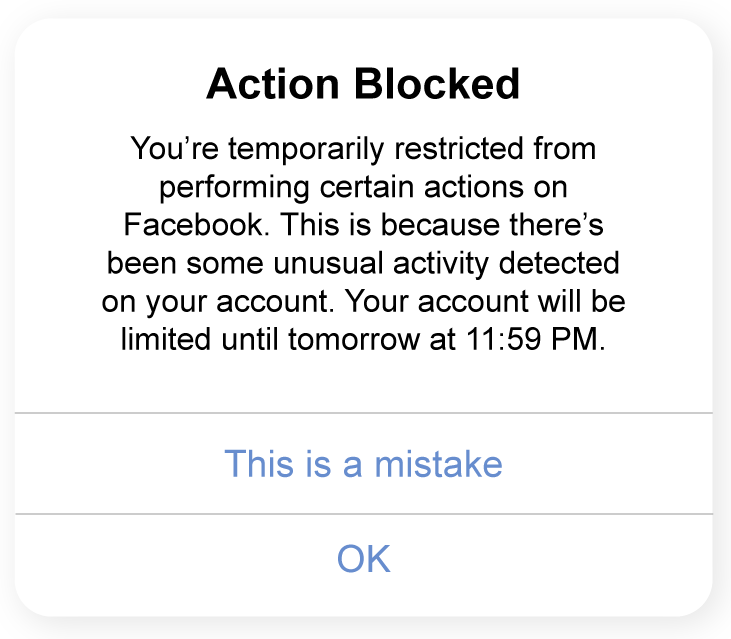 Action Blocked
You’re temporarily restricted from
performing certain actions on
Facebook. This is because there’s
been some unusual activity detected
on your account. Your account will be
limited until tomorrow at 11:59 PM.
This is a mistake
OK